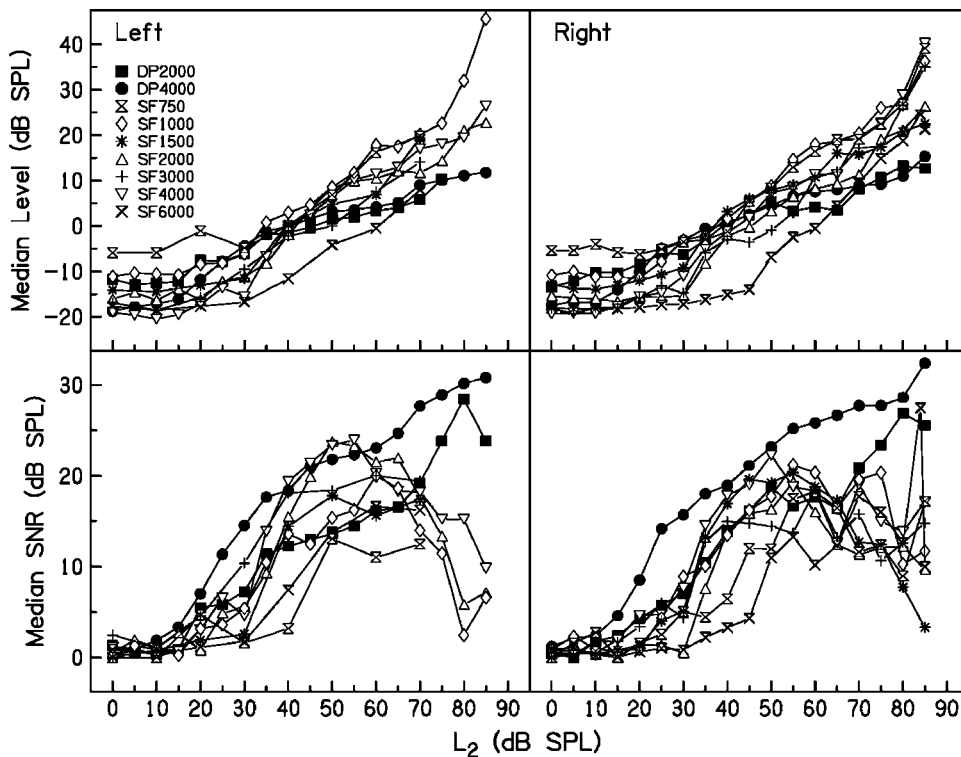 Left
Right
Median Level (dB SPL)
40
30
20
10
0
−10
−20
DP2000
DP4000
SF750
SF1000
SF1500
SF2000
SF3000
SF4000
SF6000
Median SNR (dB SPL)
30
20
10
0
0 10 20 30 40 50 60 70 80 90
0 10 20 30 40 50 60 70 80 90
L₂ (dB SPL)